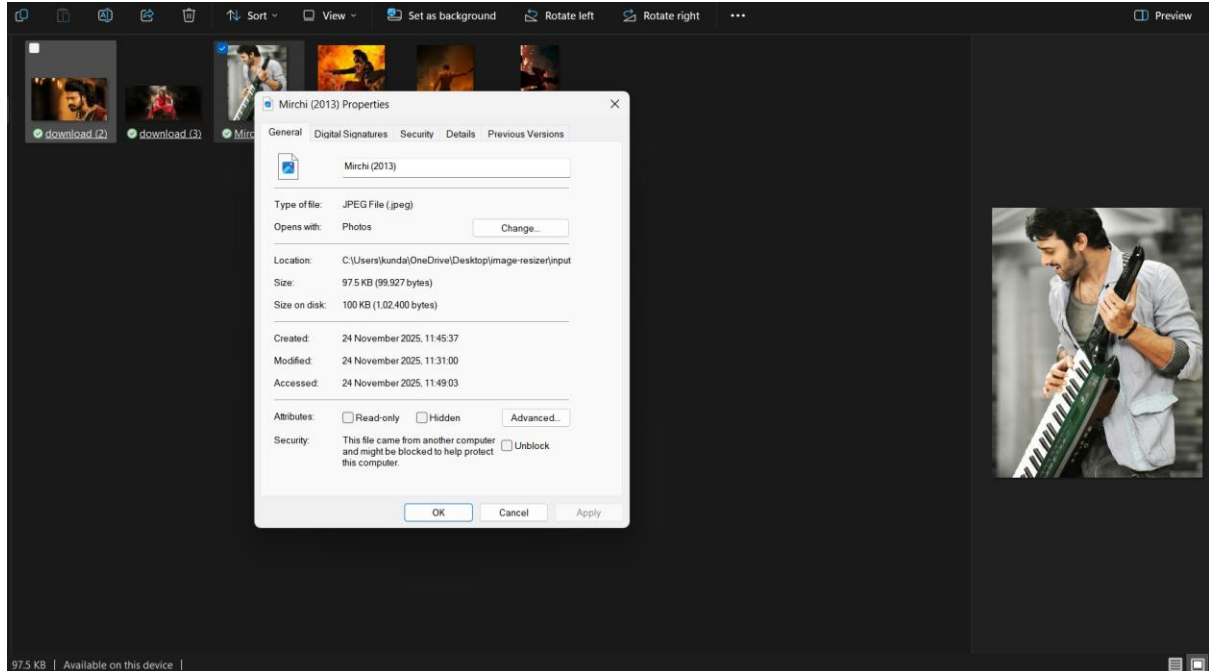 Sort
View
Set as background
Rotate left
Rotate right
Preview
download (2)
download (3)
Mirc
Mirchi (2013) Properties
General Digital Signatures Security Details Previous Versions
Mirchi (2013)
Type of file: JPEG File (.jpeg)
Opens with: Photos Change...
Location: C:\Users\kunda\OneDrive\Desktop\image-resizer\input
Size: 97.5 KB (99,927 bytes)
Size on disk: 100 KB (1,02,400 bytes)
Created: 24 November 2025, 11:45:37
Modified: 24 November 2025, 11:31:00
Accessed: 24 November 2025, 11:49:03
Attributes: Read-only Hidden Advanced...
Security: This file came from another computer
and might be blocked to help protect
this computer.
Unblock
OK Cancel Apply
97.5 KB | Available on this device |